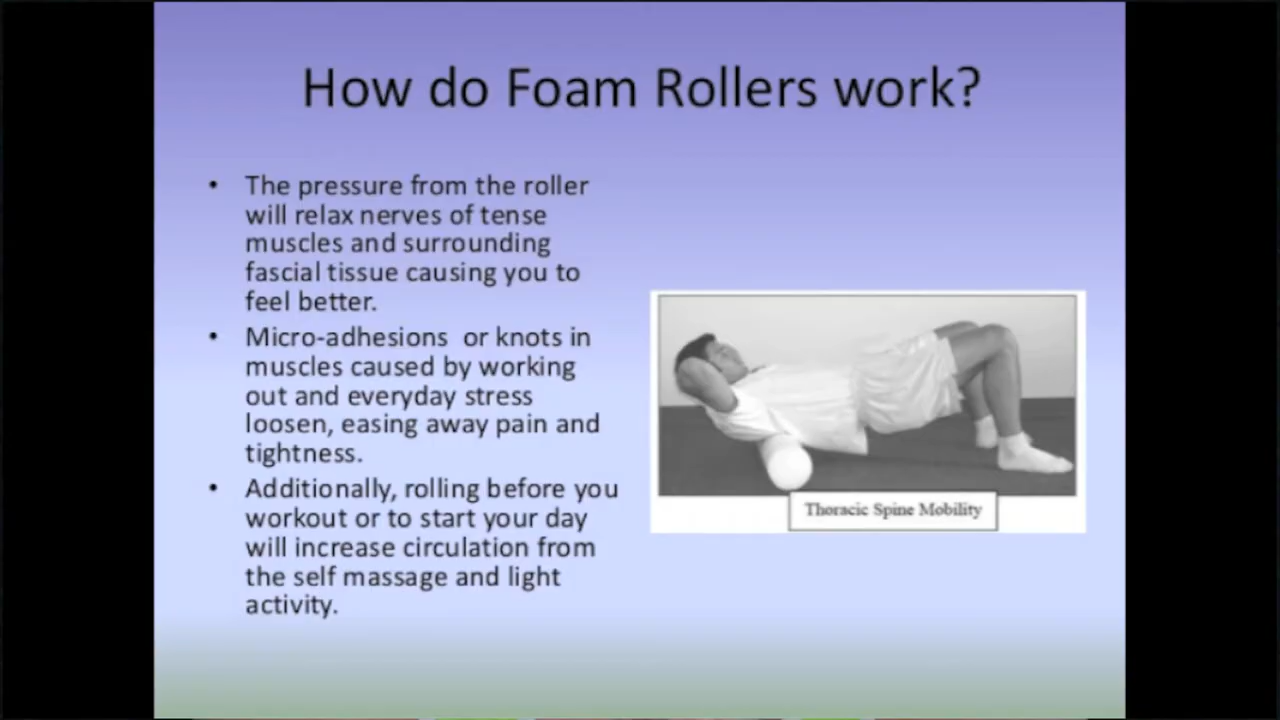 How do Foam Rollers work?
• The pressure from the roller
will relax nerves of tense
muscles and surrounding
fascial tissue causing you to
feel better.
• Micro-adhesions  or knots in
muscles caused by working
out and everyday stress
loosen, easing away pain and
tightness.
• Additionally, rolling before you
workout or to start your day
will increase circulation from
the self massage and light
activity.
Thoracic Spine Mobility